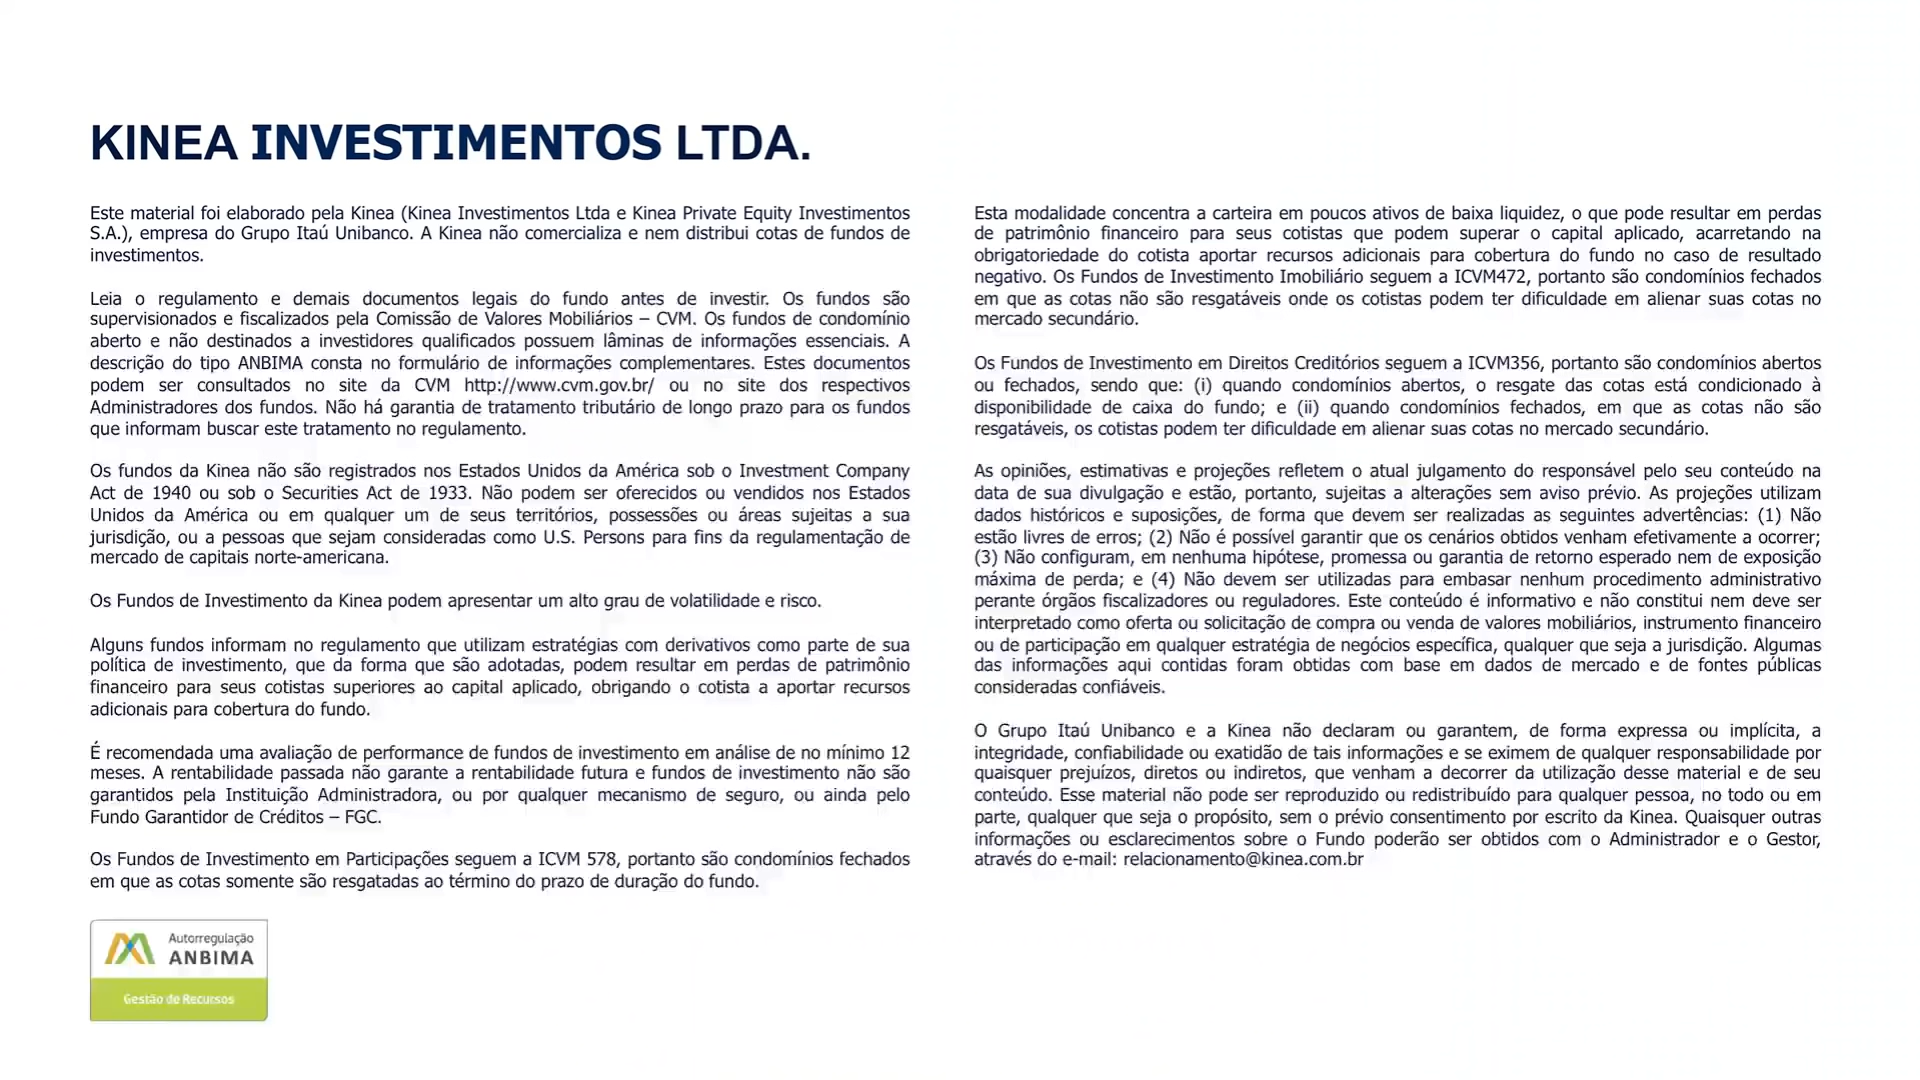 KINEA INVESTIMENTOS LTDA.
Este material foi elaborado pela Kinea (Kinea Investimentos Ltda e Kinea Private Equity Investimentos
S.A.), empresa do Grupo Itaú Unibanco. A Kinea não comercializa e nem distribui cotas de fundos de
investimentos.
Leia o regulamento e demais documentos legais do fundo antes de investir. Os fundos são
supervisionados e fiscalizados pela Comissão de Valores Mobiliários – CVM. Os fundos de condomínio
aberto e não destinados a investidores qualificados possuem lâminas de informações essenciais. A
descrição do tipo ANBIMA consta no formulário de informações complementares. Estes documentos
podem ser consultados no site da CVM http://www.cvm.gov.br/ ou no site dos respectivos
Administradores dos fundos. Não há garantia de tratamento tributário de longo prazo para os fundos
que informam buscar este tratamento no regulamento.
Os fundos da Kinea não são registrados nos Estados Unidos da América sob o Investment Company
Act de 1940 ou sob o Securities Act de 1933. Não podem ser oferecidos ou vendidos nos Estados
Unidos da América ou em qualquer um de seus territórios, possessões ou áreas sujeitas a sua
jurisdição, ou a pessoas que sejam consideradas como U.S. Persons para fins da regulamentação de
mercado de capitais norte-americana.
Os Fundos de Investimento da Kinea podem apresentar um alto grau de volatilidade e risco.
Alguns fundos informam no regulamento que utilizam estratégias com derivativos como parte de sua
política de investimento, que da forma que são adotadas, podem resultar em perdas de patrimônio
financeiro para seus cotistas superiores ao capital aplicado, obrigando o cotista a aportar recursos
adicionais para cobertura do fundo.
É recomendada uma avaliação de performance de fundos de investimento em análise de no mínimo 12
meses. A rentabilidade passada não garante a rentabilidade futura e fundos de investimento não são
garantidos pela Instituição Administradora, ou por qualquer mecanismo de seguro, ou ainda pelo
Fundo Garantidor de Créditos – FGC.
Os Fundos de Investimento em Participações seguem a ICVM 578, portanto são condomínios fechados
em que as cotas somente são resgatadas ao término do prazo de duração do fundo.
Esta modalidade concentra a carteira em poucos ativos de baixa liquidez, o que pode resultar em perdas
de patrimônio financeiro para seus cotistas que podem superar o capital aplicado, acarretando na
obrigatoriedade do cotista aportar recursos adicionais para cobertura do fundo no caso de resultado
negativo. Os Fundos de Investimento Imobiliário seguem a ICVM472, portanto são condomínios fechados
em que as cotas não são resgatáveis onde os cotistas podem ter dificuldade em alienar suas cotas no
mercado secundário.
Os Fundos de Investimento em Direitos Creditórios seguem a ICVM356, portanto são condomínios abertos
ou fechados, sendo que: (i) quando condomínios abertos, o resgate das cotas está condicionado à
disponibilidade de caixa do fundo; e (ii) quando condomínios fechados, em que as cotas não são
resgatáveis, os cotistas podem ter dificuldade em alienar suas cotas no mercado secundário.
As opiniões, estimativas e projeções refletem o atual julgamento do responsável pelo seu conteúdo na
data de sua divulgação e estão, portanto, sujeitas a alterações sem aviso prévio. As projeções utilizam
dados históricos e suposições, de forma que devem ser realizadas as seguintes advertências: (1) Não
estão livres de erros; (2) Não é possível garantir que os cenários obtidos venham efetivamente a ocorrer;
(3) Não configuram, em nenhuma hipótese, promessa ou garantia de retorno esperado nem de exposição
máxima de perda; e (4) Não devem ser utilizadas para embasar nenhum procedimento administrativo
perante órgãos fiscalizadores ou reguladores. Este conteúdo é informativo e não constitui nem deve ser
interpretado como oferta ou solicitação de compra ou venda de valores mobiliários, instrumento financeiro
ou de participação em qualquer estratégia de negócios específica, qualquer que seja a jurisdição. Algumas
das informações aqui contidas foram obtidas com base em dados de mercado e de fontes públicas
consideradas confiáveis.
O Grupo Itaú Unibanco e a Kinea não declaram ou garantem, de forma expressa ou implícita, a
integridade, confiabilidade ou exatidão de tais informações e se eximem de qualquer responsabilidade por
quaisquer prejuízos, diretos ou indiretos, que venham a decorrer da utilização desse material e de seu
conteúdo. Esse material não pode ser reproduzido ou redistribuído para qualquer pessoa, no todo ou em
parte, qualquer que seja o propósito, sem o prévio consentimento por escrito da Kinea. Quaisquer outras
informações ou esclarecimentos sobre o Fundo poderão ser obtidos com o Administrador e o Gestor,
através do e-mail: relacionamento@kinea.com.br
Autorregulação
ANBIMA
Gestão de Recursos